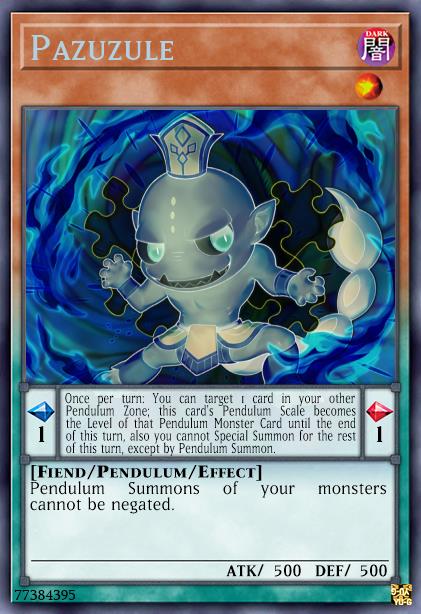 PAZUZULE
DARK
闇
Once per turn: You can target 1 card in your other
Pendulum Zone; this card's Pendulum Scale becomes
the Level of that Pendulum Monster Card until the end
of this turn, also you cannot Special Summon for the rest
of this turn, except by Pendulum Summon.
1
1
[FIEND/PENDULUM/EFFECT]
Pendulum Summons of your monsters
cannot be negated.
ATK/ 500 DEF/ 500
77384395